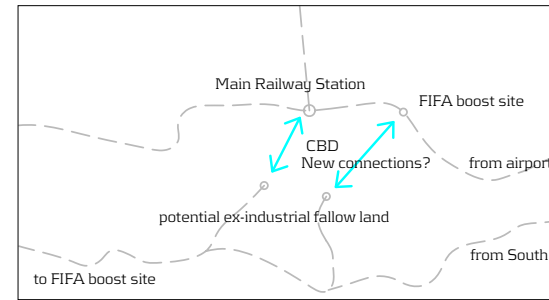 Main Railway Station
FIFA boost site
CBD
New connections?
from airport
potential ex-industrial fallow land
from South
to FIFA boost site